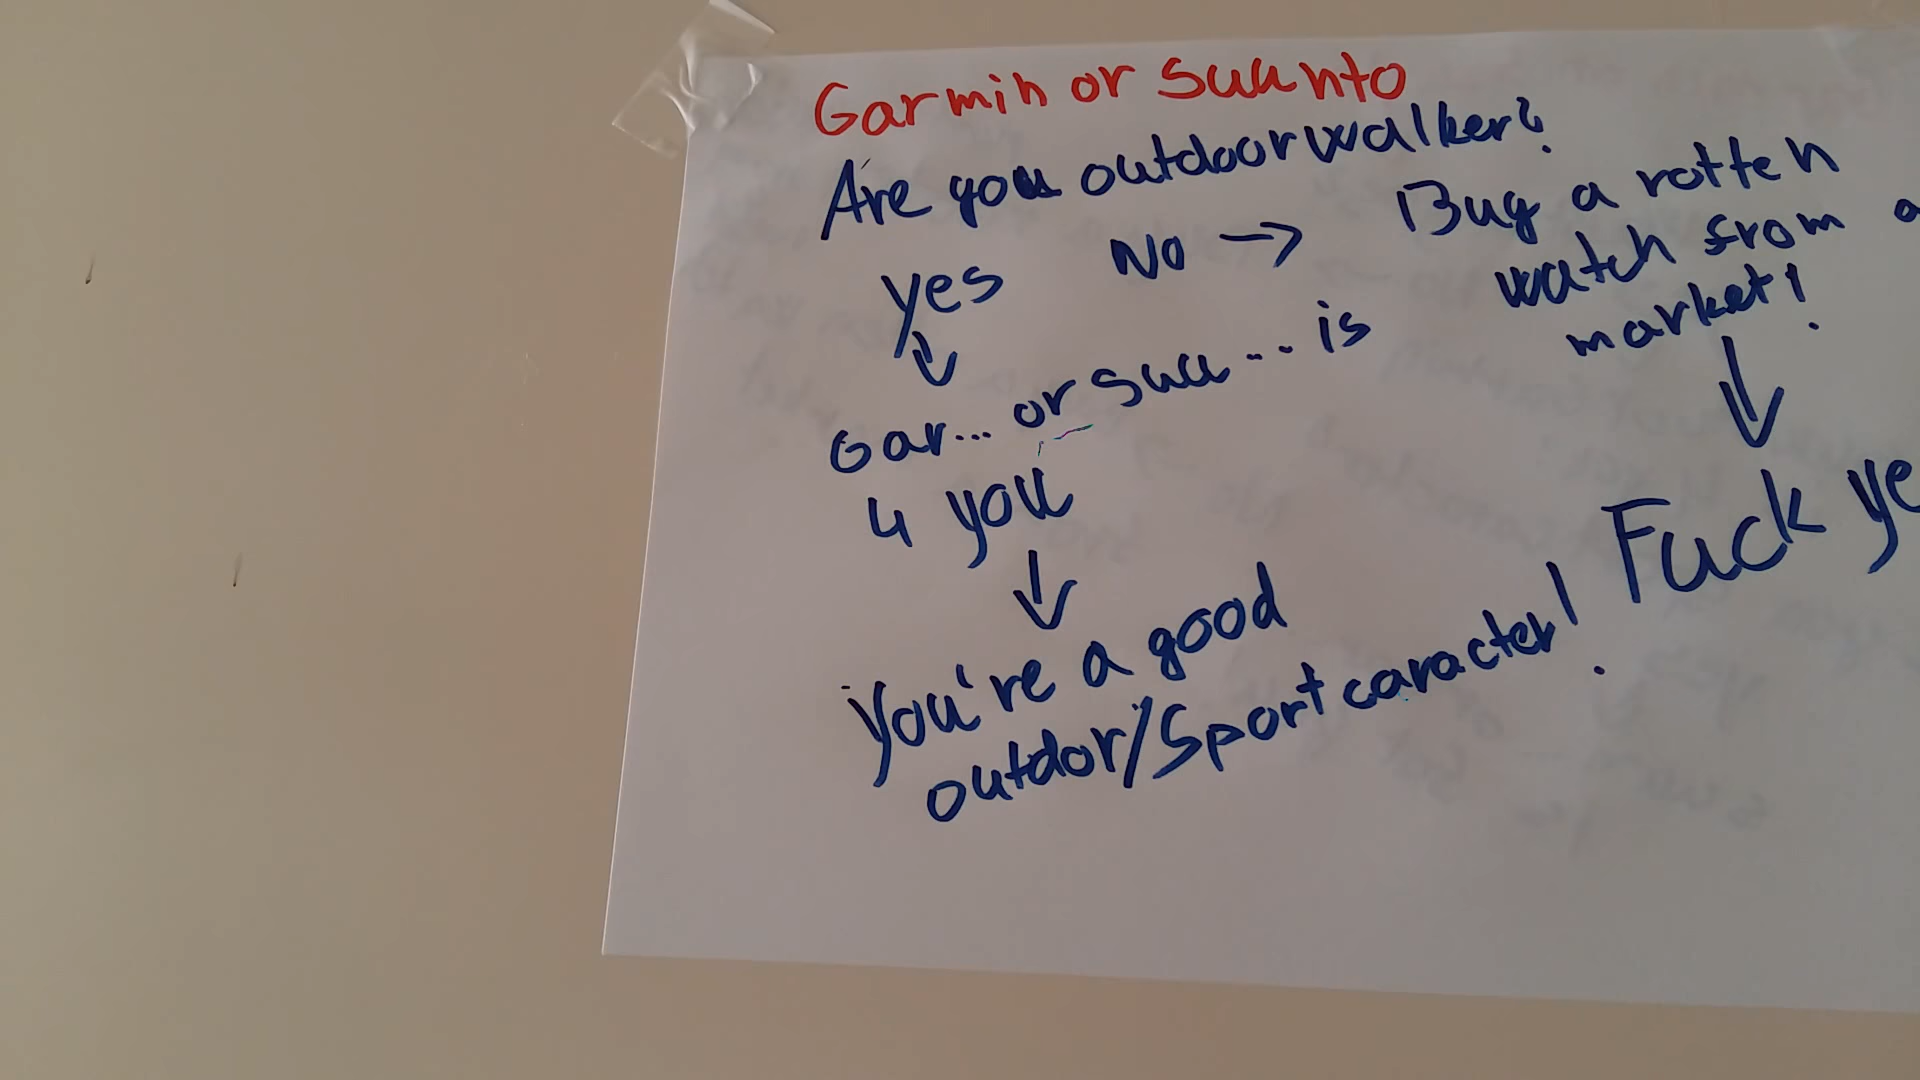 Garmin or Suunto
Are you outdoorwalker?
yes
No → Buy a rotten
watch from a
market!
↓
Gar... or suu... is
4 you
↓
You're a good
outdor/Sport caracter!
↓
Fuck ye